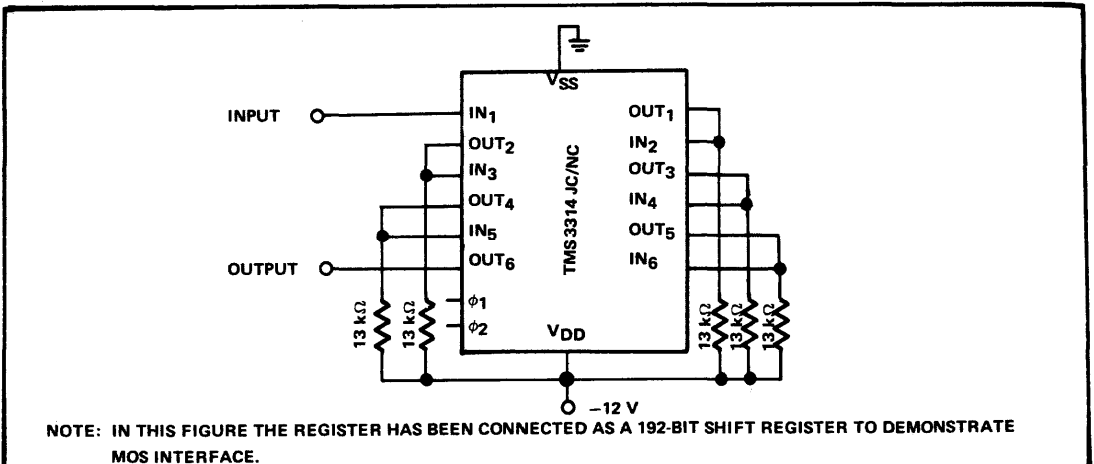 VSS
INPUT
IN1
OUT2
IN3
OUT4
IN5
OUTPUT
OUT6
ϕ1
ϕ2
TMS3314 JC/NC
OUT1
IN2
OUT3
IN4
OUT5
IN6
VDD
13 kΩ
13 kΩ
13 kΩ
13 kΩ
13 kΩ
−12 V
NOTE: IN THIS FIGURE THE REGISTER HAS BEEN CONNECTED AS A 192-BIT SHIFT REGISTER TO DEMONSTRATE
MOS INTERFACE.